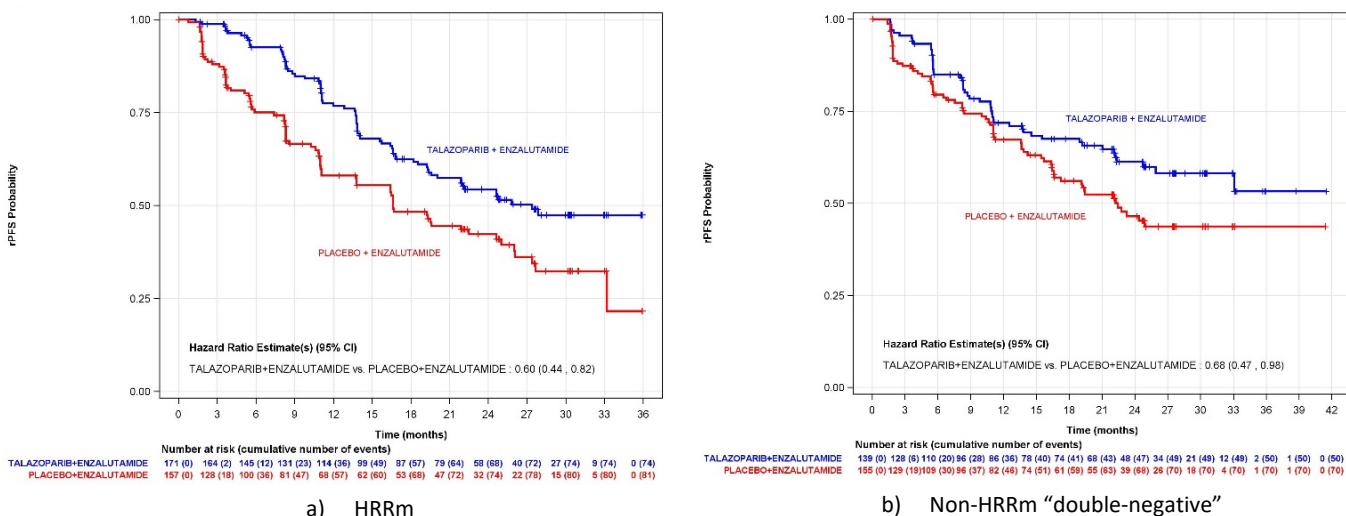 1.00
0.75
0.50
0.25
0.00
rPFS Probability
TALAZOPARIB + ENZALUTAMIDE
PLACEBO + ENZALUTAMIDE
Hazard Ratio Estimate(s) (95% CI)
TALAZOPARIB+ENZALUTAMIDE vs. PLACEBO+ENZALUTAMIDE : 0.60 (0.44 , 0.82)
0 3 6 9 12 15 18 21 24 27 30 33 36
Time (months)
Number at risk (cumulative number of events)
TALAZOPARIB+ENZALUTAMIDE 171 (0) 164 (2) 145 (12) 131 (23) 114 (36) 99 (49) 87 (57) 79 (64) 58 (68) 40 (72) 27 (74) 9 (74) 0 (74)
PLACEBO+ENZALUTAMIDE 157 (0) 128 (18) 100 (36) 81 (47) 68 (57) 62 (60) 53 (68) 47 (72) 32 (74) 22 (78) 15 (80) 5 (80) 0 (81)
a) HRRm
1.00
0.75
0.50
0.25
0.00
rPFS Probability
TALAZOPARIB + ENZALUTAMIDE
PLACEBO + ENZALUTAMIDE
Hazard Ratio Estimate(s) (95% CI)
TALAZOPARIB+ENZALUTAMIDE vs. PLACEBO+ENZALUTAMIDE : 0.68 (0.47 , 0.98)
0 3 6 9 12 15 18 21 24 27 30 33 36 39 42
Time (months)
Number at risk (cumulative number of events)
TALAZOPARIB+ENZALUTAMIDE 139 (0) 128 (6) 110 (20) 96 (28) 86 (36) 78 (40) 74 (41) 68 (43) 48 (47) 34 (49) 21 (49) 12 (49) 2 (50) 1 (50) 0 (50)
PLACEBO+ENZALUTAMIDE 155 (0) 129 (19) 109 (30) 96 (37) 82 (46) 74 (51) 61 (59) 55 (63) 39 (68) 26 (70) 18 (70) 4 (70) 1 (70) 1 (70) 0 (70)
b) Non-HRRm “double-negative”